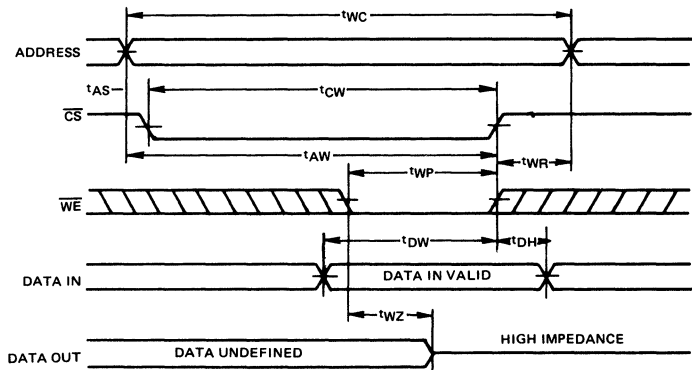 tWC
ADDRESS
tAS
tCW
CS
tAW
tWR
tWP
WE
tDW
tDH
DATA IN
DATA IN VALID
tWZ
DATA OUT
DATA UNDEFINED
HIGH IMPEDANCE